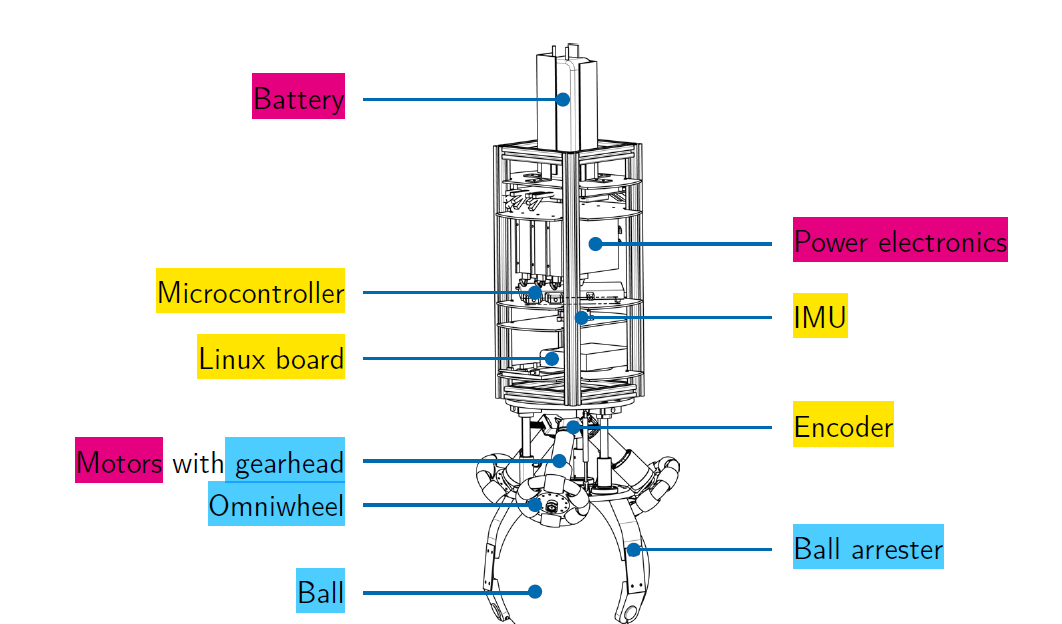 Battery
Power electronics
Microcontroller
IMU
Linux board
Encoder
Motors with gearhead
Omniwheel
Ball arrester
Ball